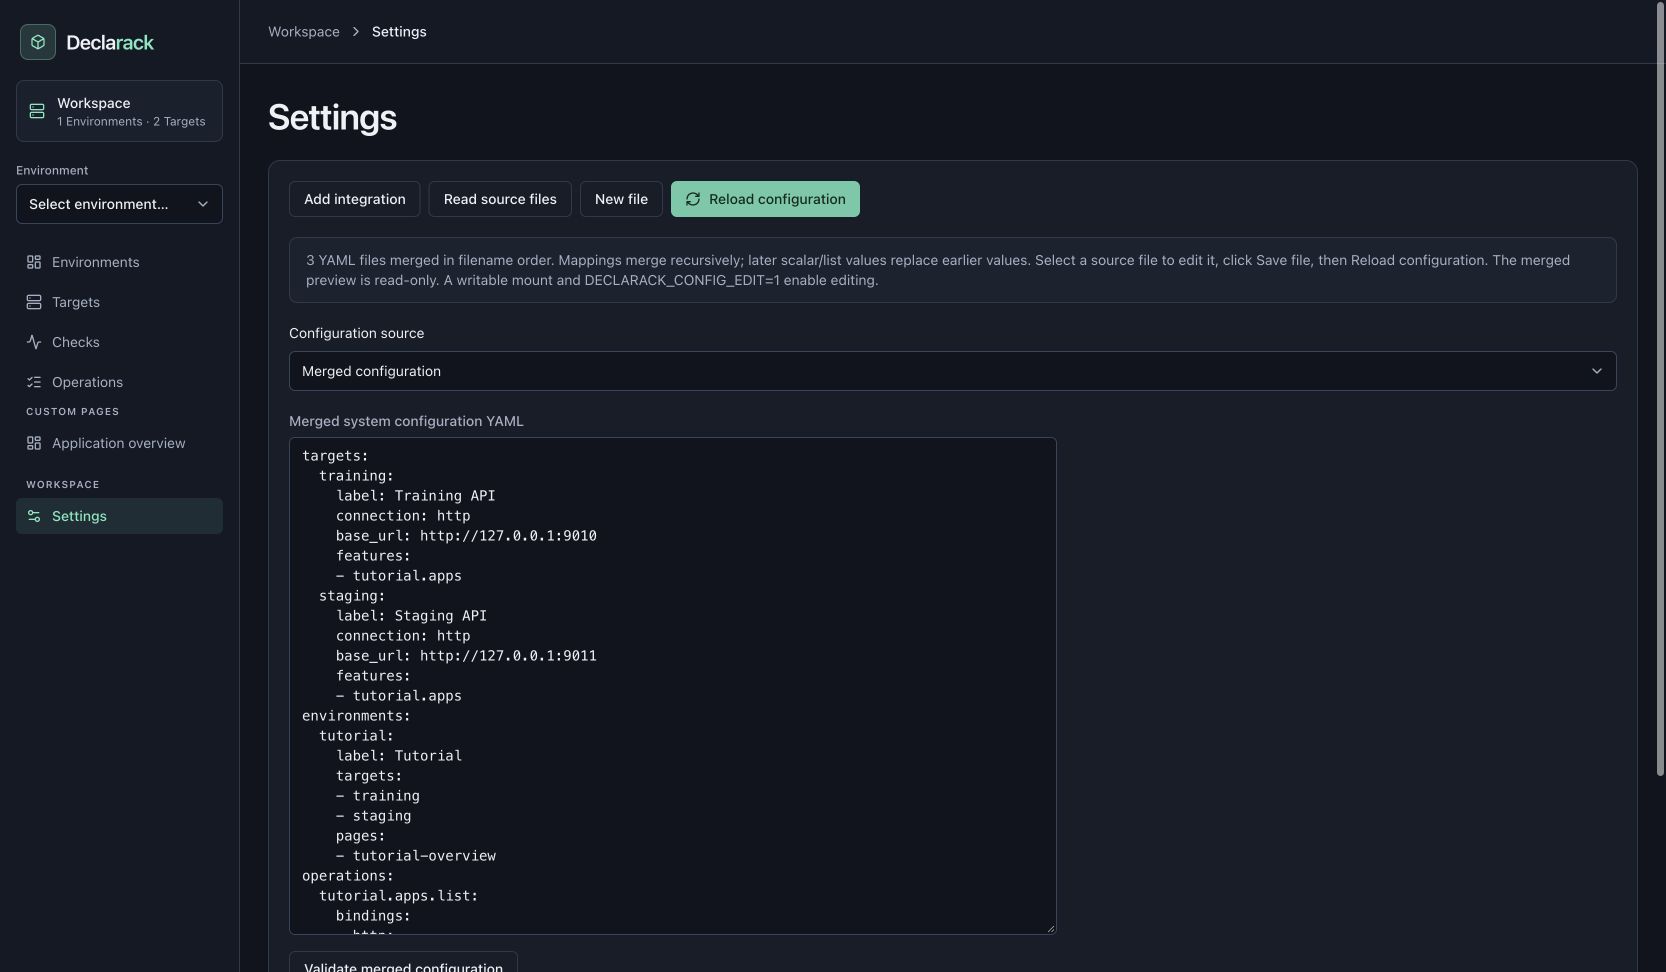 Declarack
Workspace
1 Environments · 2 Targets
Environment
Select environment...
Environments
Targets
Checks
Operations
CUSTOM PAGES
Application overview
WORKSPACE
Settings
Workspace > Settings
Settings
Add integration
Read source files
New file
Reload configuration
3 YAML files merged in filename order. Mappings merge recursively; later scalar/list values replace earlier values. Select a source file to edit it, click Save file, then Reload configuration. The merged
preview is read-only. A writable mount and DECLARACK_CONFIG_EDIT=1 enable editing.
Configuration source
Merged configuration
Merged system configuration YAML
targets:
  training:
    label: Training API
    connection: http
    base_url: http://127.0.0.1:9010
    features:
    - tutorial.apps
  staging:
    label: Staging API
    connection: http
    base_url: http://127.0.0.1:9011
    features:
    - tutorial.apps
environments:
  tutorial:
    label: Tutorial
    targets:
    - training
    - staging
    pages:
    - tutorial-overview
operations:
  tutorial.apps.list:
    bindings:
      http:
Validate merged configuration